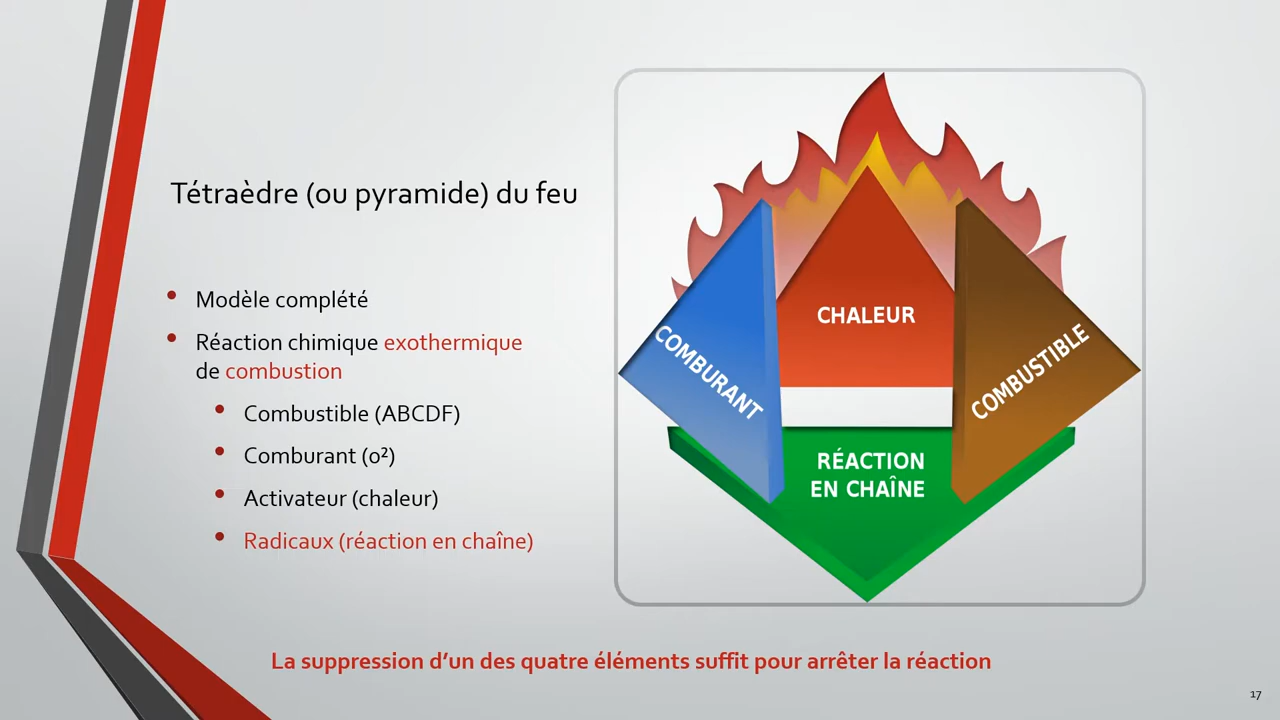 Tétraèdre (ou pyramide) du feu
• Modèle complété
• Réaction chimique exothermique
de combustion
• Combustible (ABCDF)
• Comburant (o²)
• Activateur (chaleur)
• Radicaux (réaction en chaîne)
COMBURANT
CHALEUR
COMBUSTIBLE
RÉACTION
EN CHAÎNE
La suppression d’un des quatre éléments suffit pour arrêter la réaction
17